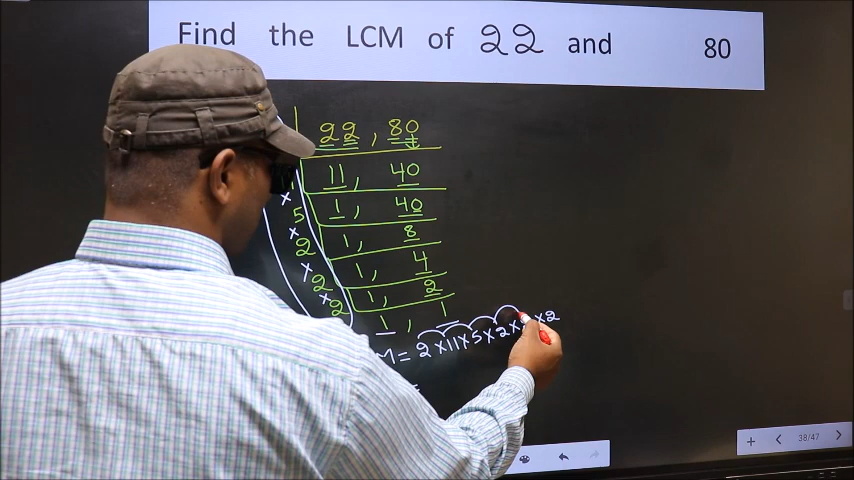 Find the LCM of 22 and 80
22, 80
11, 40
× 5 1, 40
× 2 1, 8
× 2 1, 4
× 2 1, 2
1, 1
M = 2 × 11 × 5 × 2 × × 2
=
+ < 38/47 >